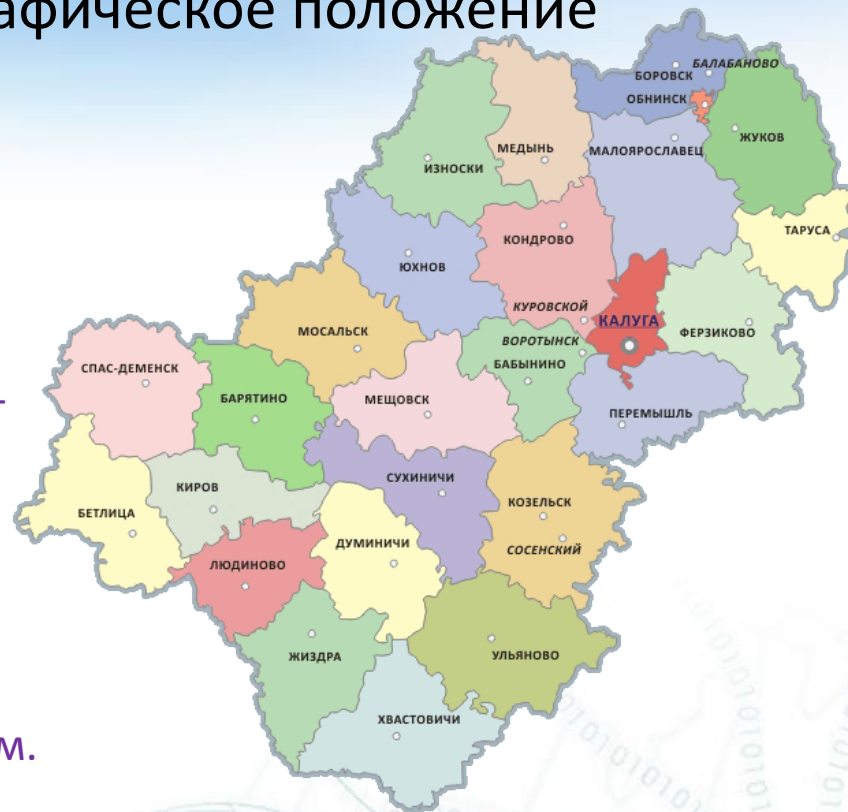 афическое положение
БАЛАБАНОВО
БОРОВСК
ОБНИНСК
ЖУКОВ
МЕДЫНЬ
МАЛОЯРОСЛАВЕЦ
ИЗНОСКИ
ТАРУСА
КОНДРОВО
ЮХНОВ
КУРОВСКОЙ
КАЛУГА
МОСАЛЬСК
ФЕРЗИКОВО
ВОРОТЫНСК
БАБЫНИНО
СПАС-ДЕМЕНСК
БАРЯТИНО
МЕЩОВСК
ПЕРЕМЫШЛЬ
СУХИНИЧИ
КИРОВ
КОЗЕЛЬСК
БЕТЛИЦА
ДУМИНИЧИ
СОСЕНСКИЙ
ЛЮДИНОВО
ЖИЗДРА
УЛЬЯНОВО
ХВАСТОВИЧИ
м.